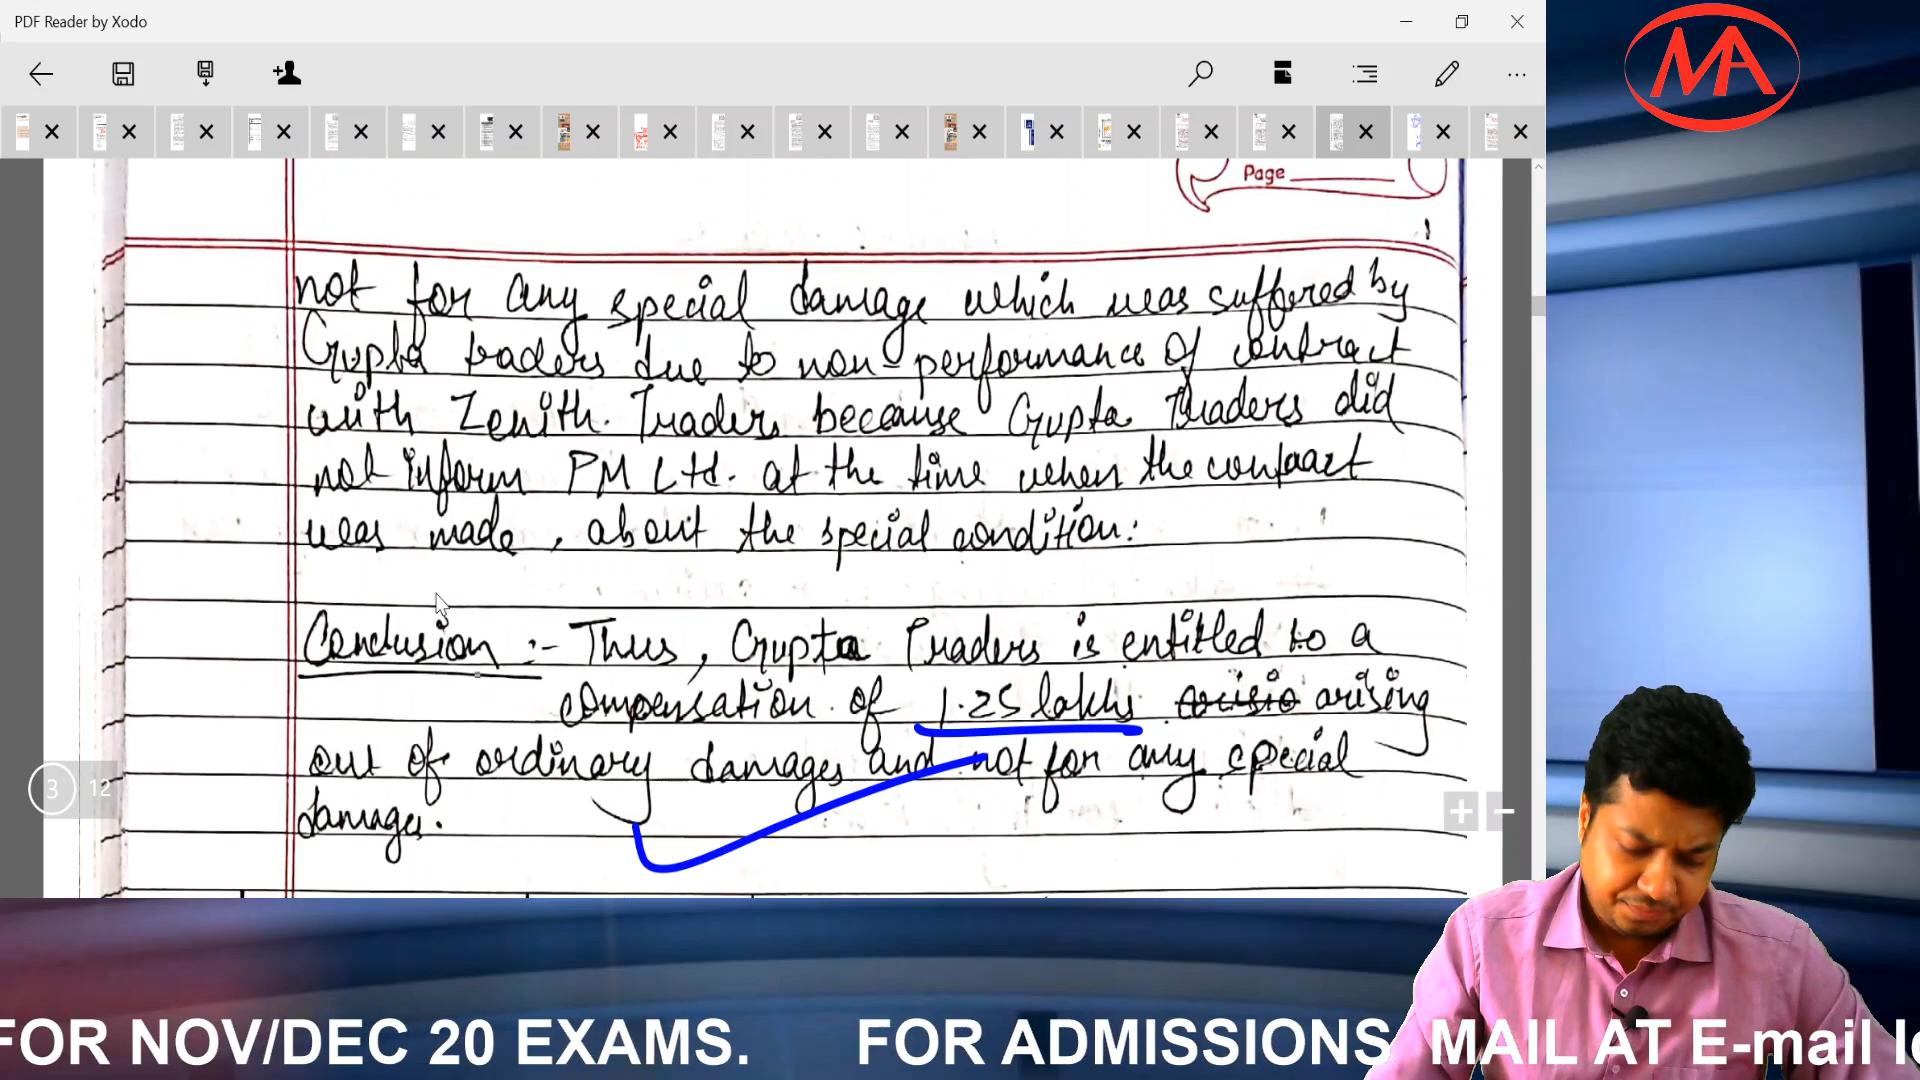 PDF Reader by Xodo
MA
Page
not for any special damage which was suffered by
Gupta traders due to non-performance of contract
with Zenith Traders because Gupta Traders did
not inform PM Ltd. at the time when the contract
was made, about the special condition.
Conclusion :- Thus, Gupta Traders is entitled to a
compensation of 1.25 lakhs arising
out of ordinary damages and not for any special
damages.
3 12
FOR NOV/DEC 20 EXAMS. FOR ADMISSIONS MAIL AT E-mail